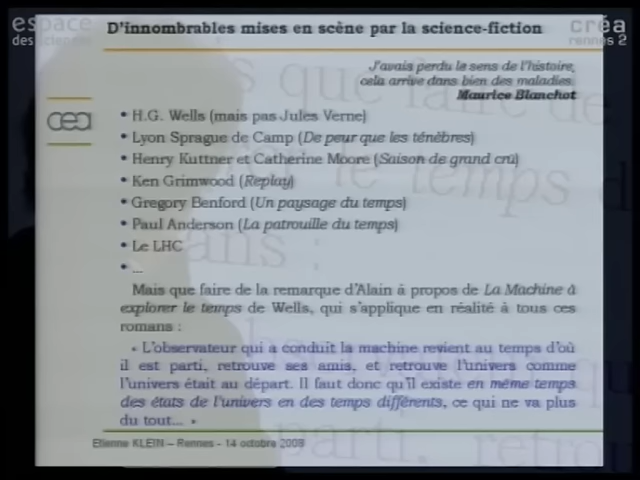 espace
des sciences
D'innombrables mises en scène par la science-fiction
créa
rennes 2
J'avais perdu le sens de l'histoire,
cela arrive dans bien des maladies.
Maurice Blanchot
cea
• H.G. Wells (mais pas Jules Verne)
• Lyon Sprague de Camp (De peur que les ténèbres)
• Henry Kuttner et Catherine Moore (Saison de grand crû)
• Ken Grimwood (Replay)
• Gregory Benford (Un paysage du temps)
• Paul Anderson (La patrouille du temps)
• Le LHC
• ...
Mais que faire de la remarque d'Alain à propos de La Machine à
explorer le temps de Wells, qui s'applique en réalité à tous ces
romans :
« L'observateur qui a conduit la machine revient au temps d'où
il est parti, retrouve ses amis, et retrouve l'univers comme
l'univers était au départ. Il faut donc qu'il existe en même temps
des états de l'univers en des temps différents, ce qui ne va plus
du tout... »
Etienne KLEIN – Rennes - 14 octobre 2008